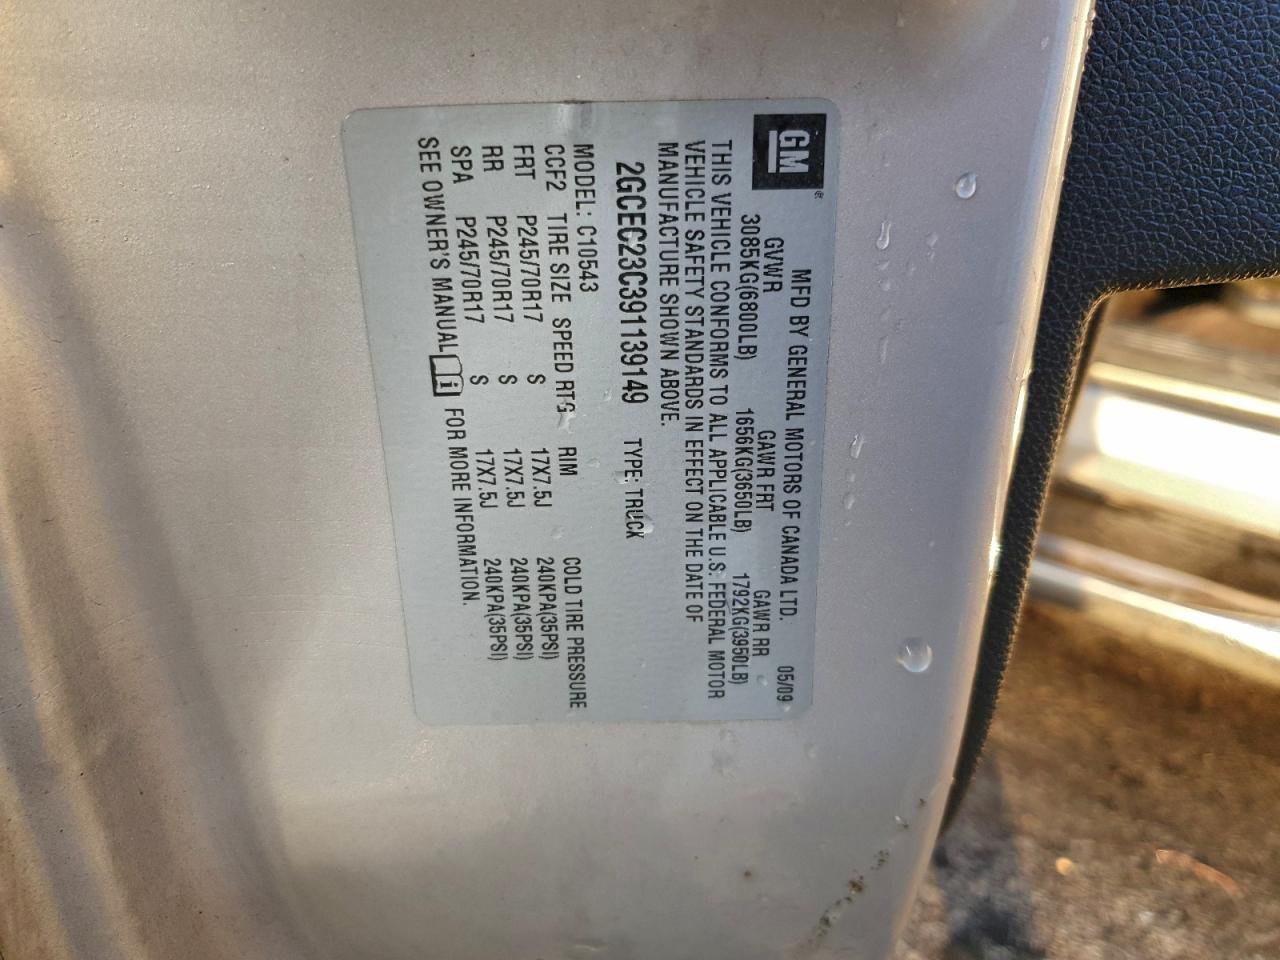 GM®
MFD BY GENERAL MOTORS OF CANADA LTD. 05/09
GVWR GAWR FRT GAWR RR
3085KG(6800LB) 1656KG(3650LB) 1792KG(3950LB)
THIS VEHICLE CONFORMS TO ALL APPLICABLE U.S. FEDERAL MOTOR
VEHICLE SAFETY STANDARDS IN EFFECT ON THE DATE OF
MANUFACTURE SHOWN ABOVE.
2GCEC23C391139149 TYPE: TRUCK
MODEL: C10543
CCF2 TIRE SIZE SPEED RTG RIM COLD TIRE PRESSURE
FRT P245/70R17 S 17X7.5J 240KPA(35PSI)
RR P245/70R17 S 17X7.5J 240KPA(35PSI)
SPA P245/70R17 S 17X7.5J 240KPA(35PSI)
SEE OWNER'S MANUAL FOR MORE INFORMATION.